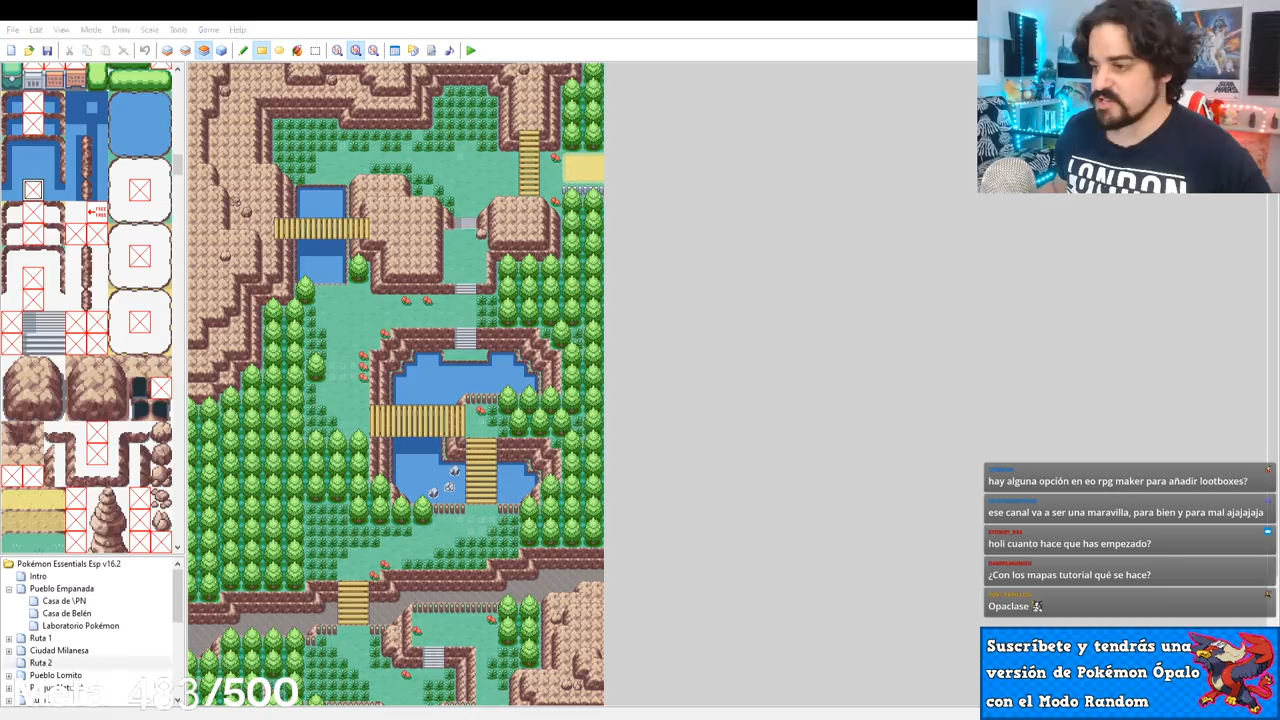 File Edit View Mode Draw Scale Tools Game Help
Pokémon Essentials Esp v16.2
Intro
Pueblo Empanada
Casa de \PN
Casa de Belén
Laboratorio Pokémon
Ruta 1
Ciudad Milanesa
Ruta 2
Pueblo Lomito
Meta: 483/500
LONDON
STAR WARS
hay alguna opción en eo rpg maker para añadir lootboxes?
ese canal va a ser una maravilla, para bien y para mal ajajajaja
holi cuanto hace que has empezado?
¿Con los mapas tutorial qué se hace?
Opaclase
Suscríbete y tendrás una
versión de Pokémon Ópalo
con el Modo Random